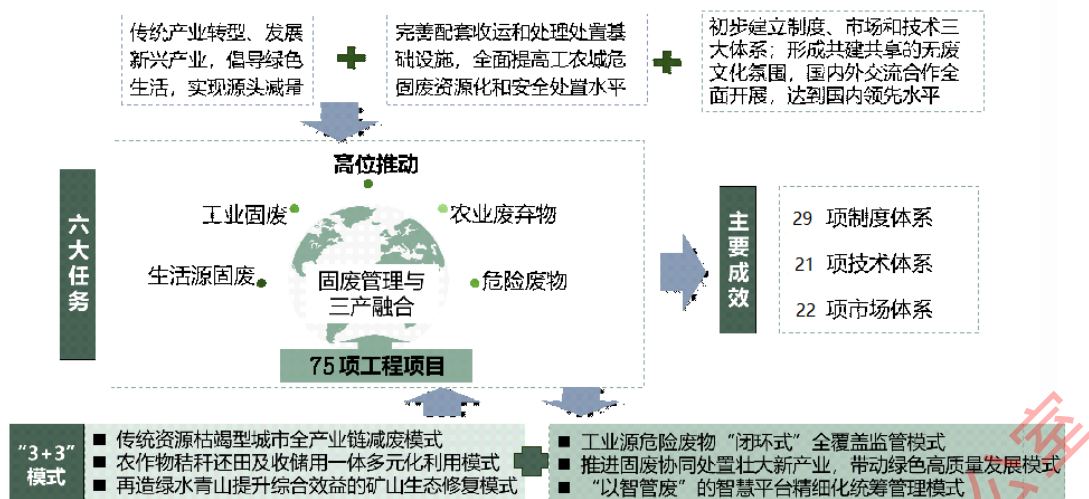 传统产业转型、发展
新兴产业，倡导绿色
生活，实现源头减量
完善配套收运和处理处置基
础设施，全面提高工农城危
固废资源化和安全处置水平
初步建立制度、市场和技术三
大体系；形成共建共享的无废
文化氛围，国内外交流合作全
面开展，达到国内领先水平
六大任务
高位推动
工业固废
农业废弃物
生活源固废
危险废物
固废管理与
三产融合
75项工程项目
主要成效
29 项制度体系
21 项技术体系
22 项市场体系
“3+3”
模式
■ 传统资源枯竭型城市全产业链减废模式
■ 农作物秸秆还田及收储用一体多元化利用模式
■ 再造绿水青山提升综合效益的矿山生态修复模式
■ 工业源危险废物“闭环式”全覆盖监管模式
■ 推进固废协同处置壮大新产业，带动绿色高质量发展模式
■ “以智管废”的智慧平台精细化统筹管理模式
室